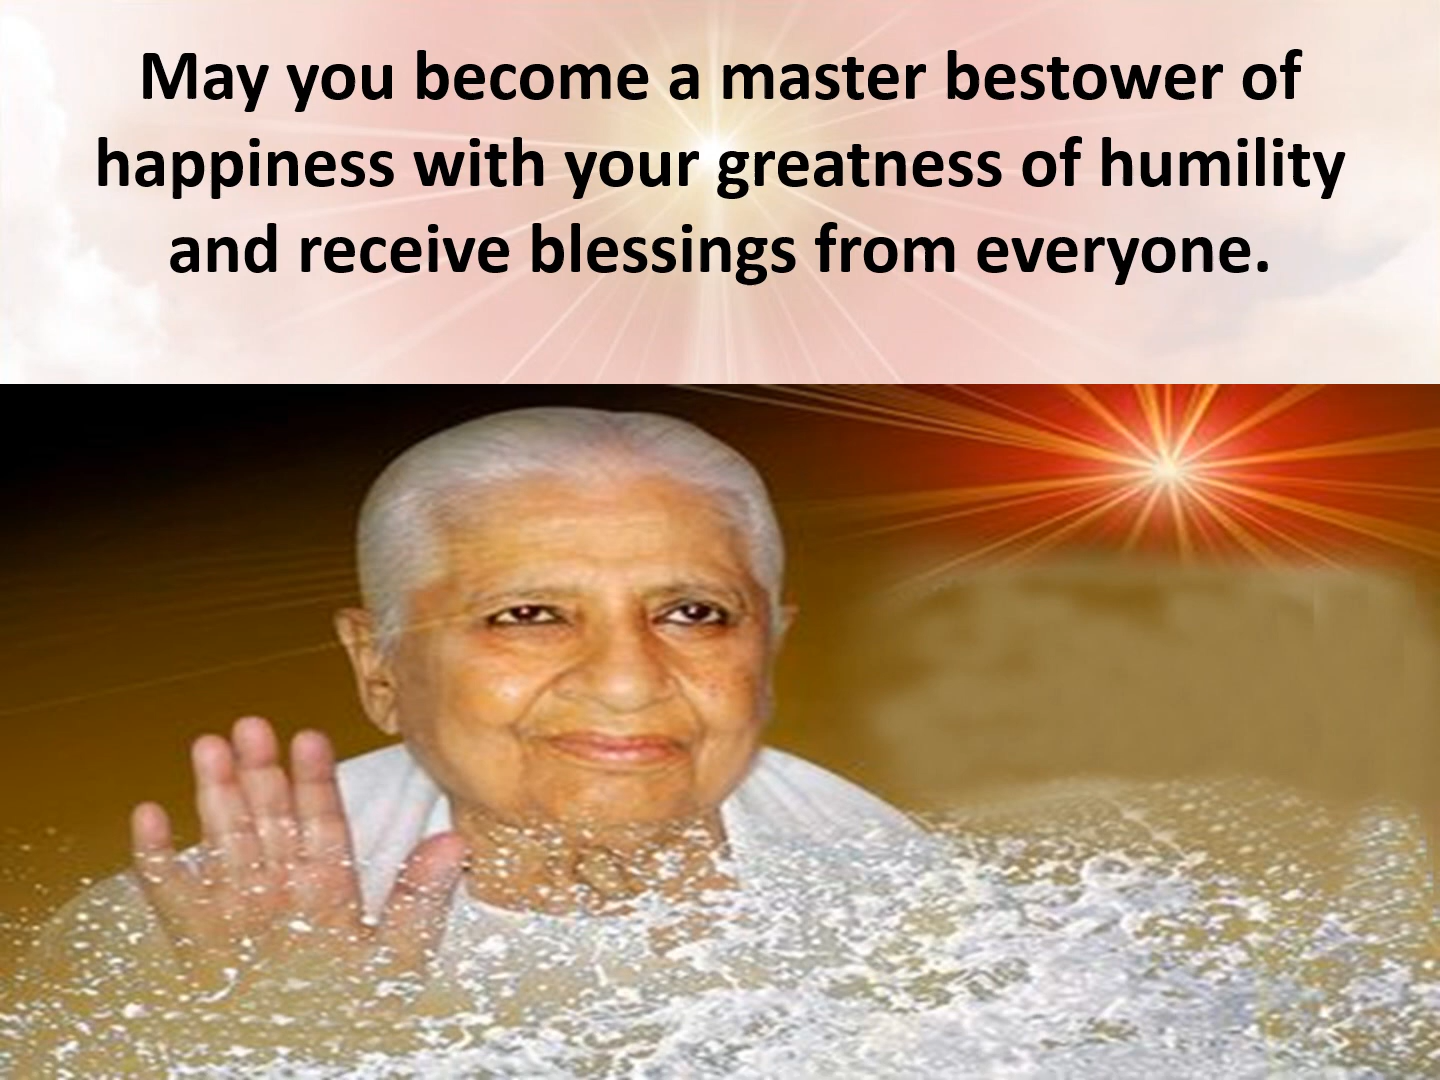 May you become a master bestower of
happiness with your greatness of humility
and receive blessings from everyone.